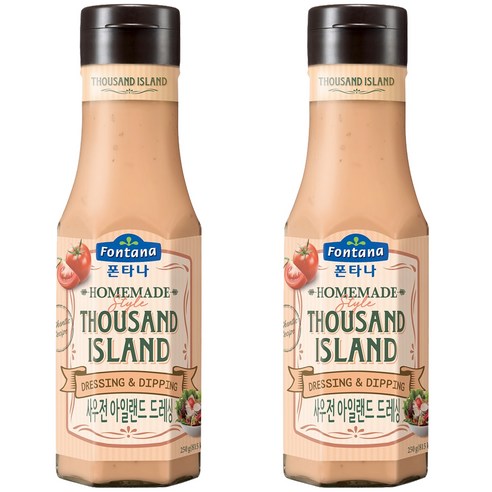 THOUSAND ISLAND
Fontana
폰타나
HOMEMADE
Style
THOUSAND
ISLAND
DRESSING & DIPPING
사우전 아일랜드 드레싱
THOUSAND ISLAND
Fontana
폰타나
HOMEMADE
Style
THOUSAND
ISLAND
DRESSING & DIPPING
사우전 아일랜드 드레싱